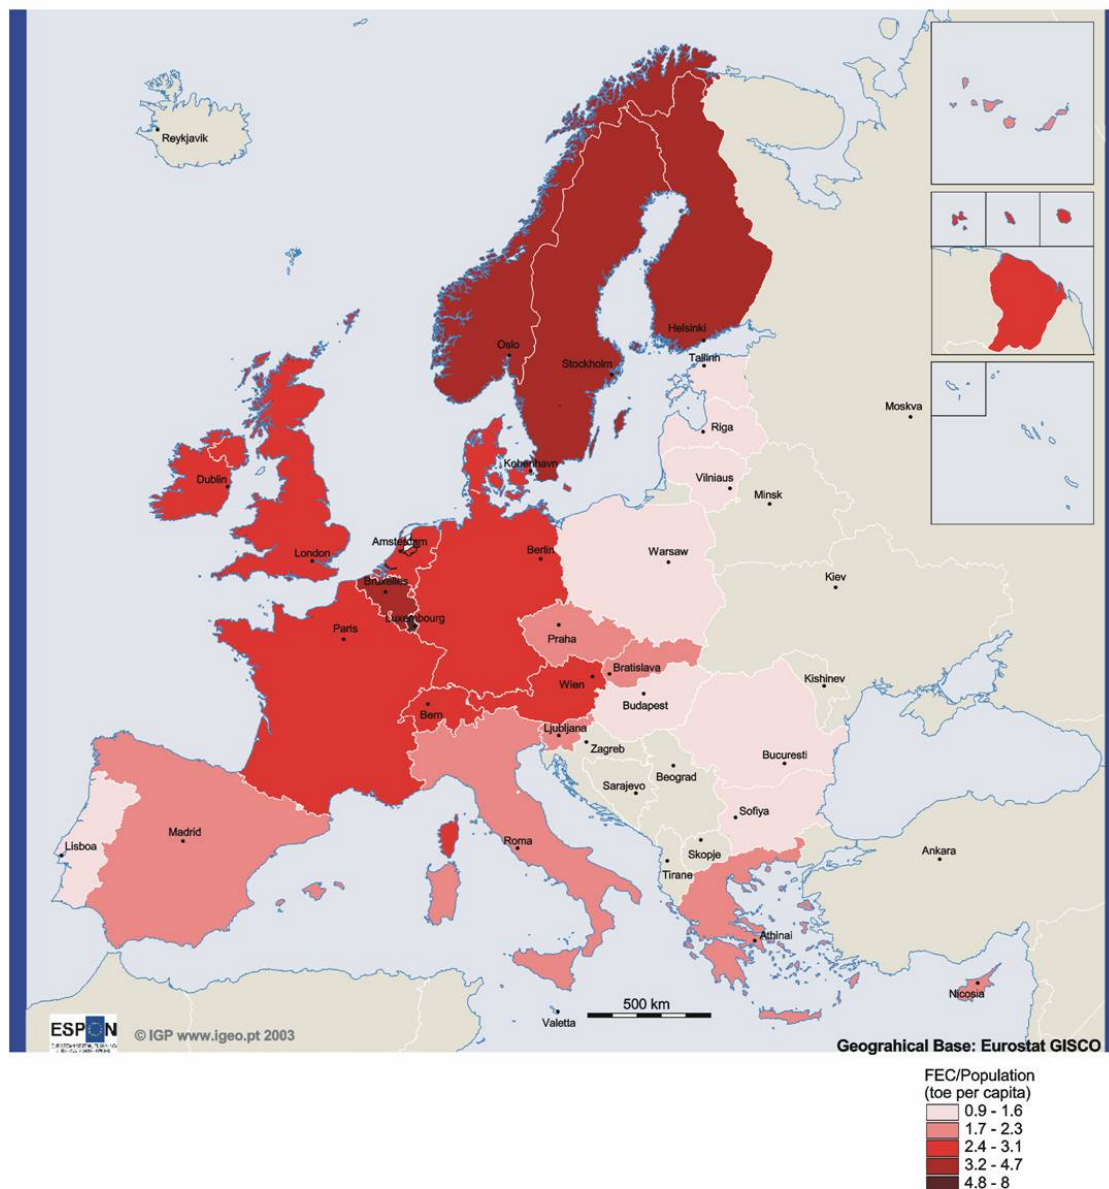 Reykjavik
Oslo
Helsinki
Stockholm
Tallinn
Moskva
Riga
Kobenhavn
Vilniaus
Dublin
Minsk
Amsterdam
London
Berlin
Warsaw
Bruxelles
Kiev
Luxembourg
Paris
Praha
Bratislava
Wien
Kishinev
Budapest
Bern
Ljubljana
Zagreb
Bucuresti
Beograd
Sarajevo
Sofiya
Madrid
Lisboa
Roma
Skopje
Ankara
Tirane
Athinai
Nicosia
500 km
Valetta
ESPON
© IGP www.igeo.pt 2003
Geograhical Base: Eurostat GISCO
FEC/Population
(toe per capita)
0.9 - 1.6
1.7 - 2.3
2.4 - 3.1
3.2 - 4.7
4.8 - 8